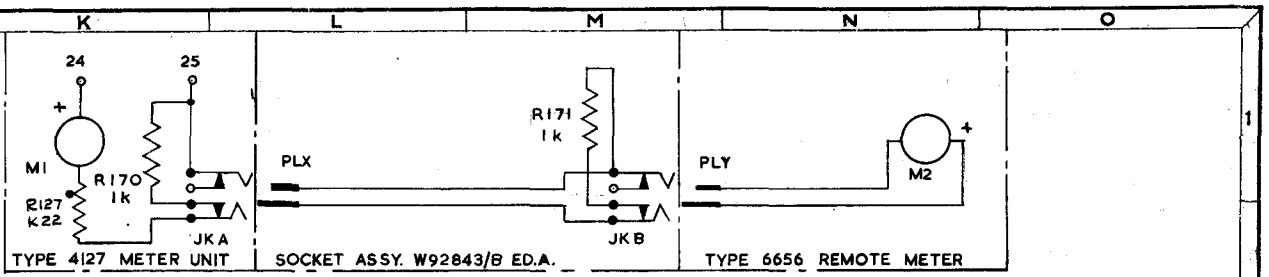 K L M N O
24 25
+
M1
R170
1k
R127
K22
JKA
TYPE 4127 METER UNIT
PLX
R171
1k
JKB
SOCKET ASSY. W92843/B ED.A.
PLY
M2
+
TYPE 6656 REMOTE METER
1